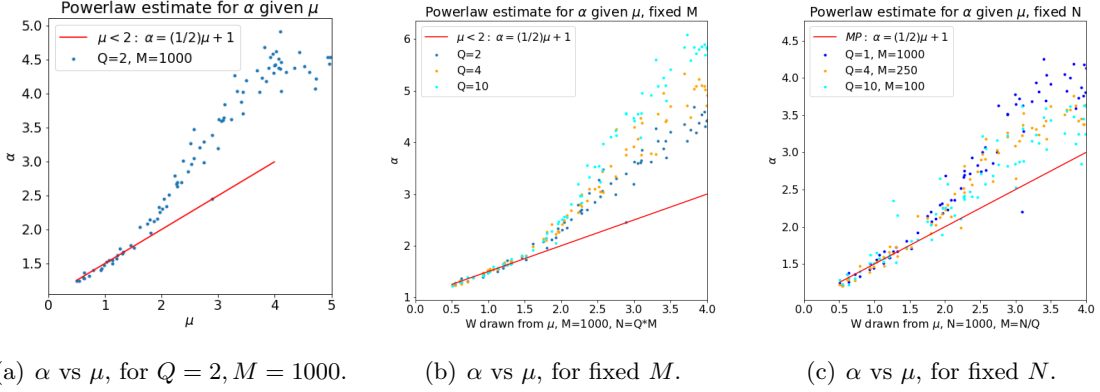 Powerlaw estimate for α given μ
μ < 2 : α = (1/2)μ + 1
Q=2, M=1000
5.0
4.5
4.0
3.5
3.0
2.5
2.0
1.5
α
0
1
2
3
4
5
μ
(a) α vs μ, for Q = 2, M = 1000.
Powerlaw estimate for α given μ, fixed M
μ < 2 : α = (1/2)μ + 1
Q=2
Q=4
Q=10
6
5
4
3
2
1
α
0.0 0.5 1.0 1.5 2.0 2.5 3.0 3.5 4.0
W drawn from μ, M=1000, N=Q*M
(b) α vs μ, for fixed M.
Powerlaw estimate for α given μ, fixed N
MP : α = (1/2)μ + 1
Q=1, M=1000
Q=4, M=250
Q=10, M=100
4.5
4.0
3.5
3.0
2.5
2.0
1.5
α
0.0 0.5 1.0 1.5 2.0 2.5 3.0 3.5 4.0
W drawn from μ, N=1000, M=N/Q
(c) α vs μ, for fixed N.